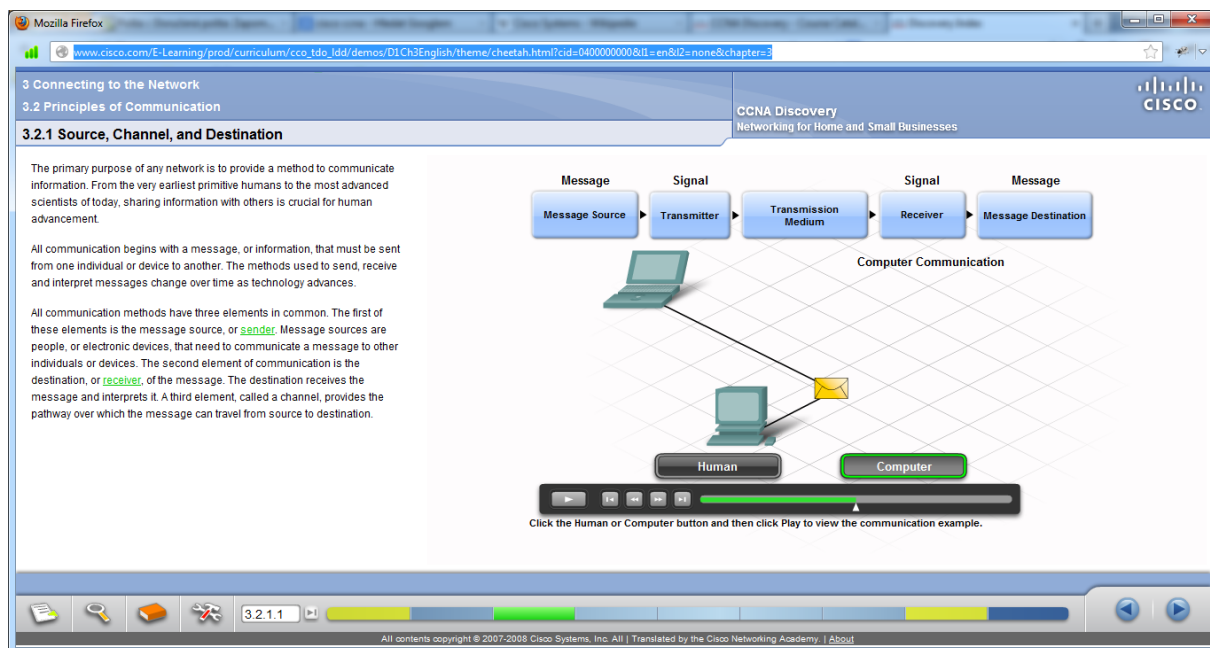 Mozilla Firefox
www.cisco.com/E-Learning/prod/curriculum/cco_tdo_ldd/demos/D1Ch3English/theme/cheetah.html?cid=0400000000&l1=en&l2=none&chapter=3
3 Connecting to the Network
3.2 Principles of Communication
CCNA Discovery
Networking for Home and Small Businesses
CISCO
3.2.1 Source, Channel, and Destination
The primary purpose of any network is to provide a method to communicate
information. From the very earliest primitive humans to the most advanced
scientists of today, sharing information with others is crucial for human
advancement.
All communication begins with a message, or information, that must be sent
from one individual or device to another. The methods used to send, receive
and interpret messages change over time as technology advances.
All communication methods have three elements in common. The first of
these elements is the message source, or sender. Message sources are
people, or electronic devices, that need to communicate a message to other
individuals or devices. The second element of communication is the
destination, or receiver, of the message. The destination receives the
message and interprets it. A third element, called a channel, provides the
pathway over which the message can travel from source to destination.
Message Signal Signal Message
Message Source Transmitter Transmission Medium Receiver Message Destination
Computer Communication
Human Computer
Click the Human or Computer button and then click Play to view the communication example.
3.2.1.1
All contents copyright © 2007-2008 Cisco Systems, Inc. All | Translated by the Cisco Networking Academy. | About